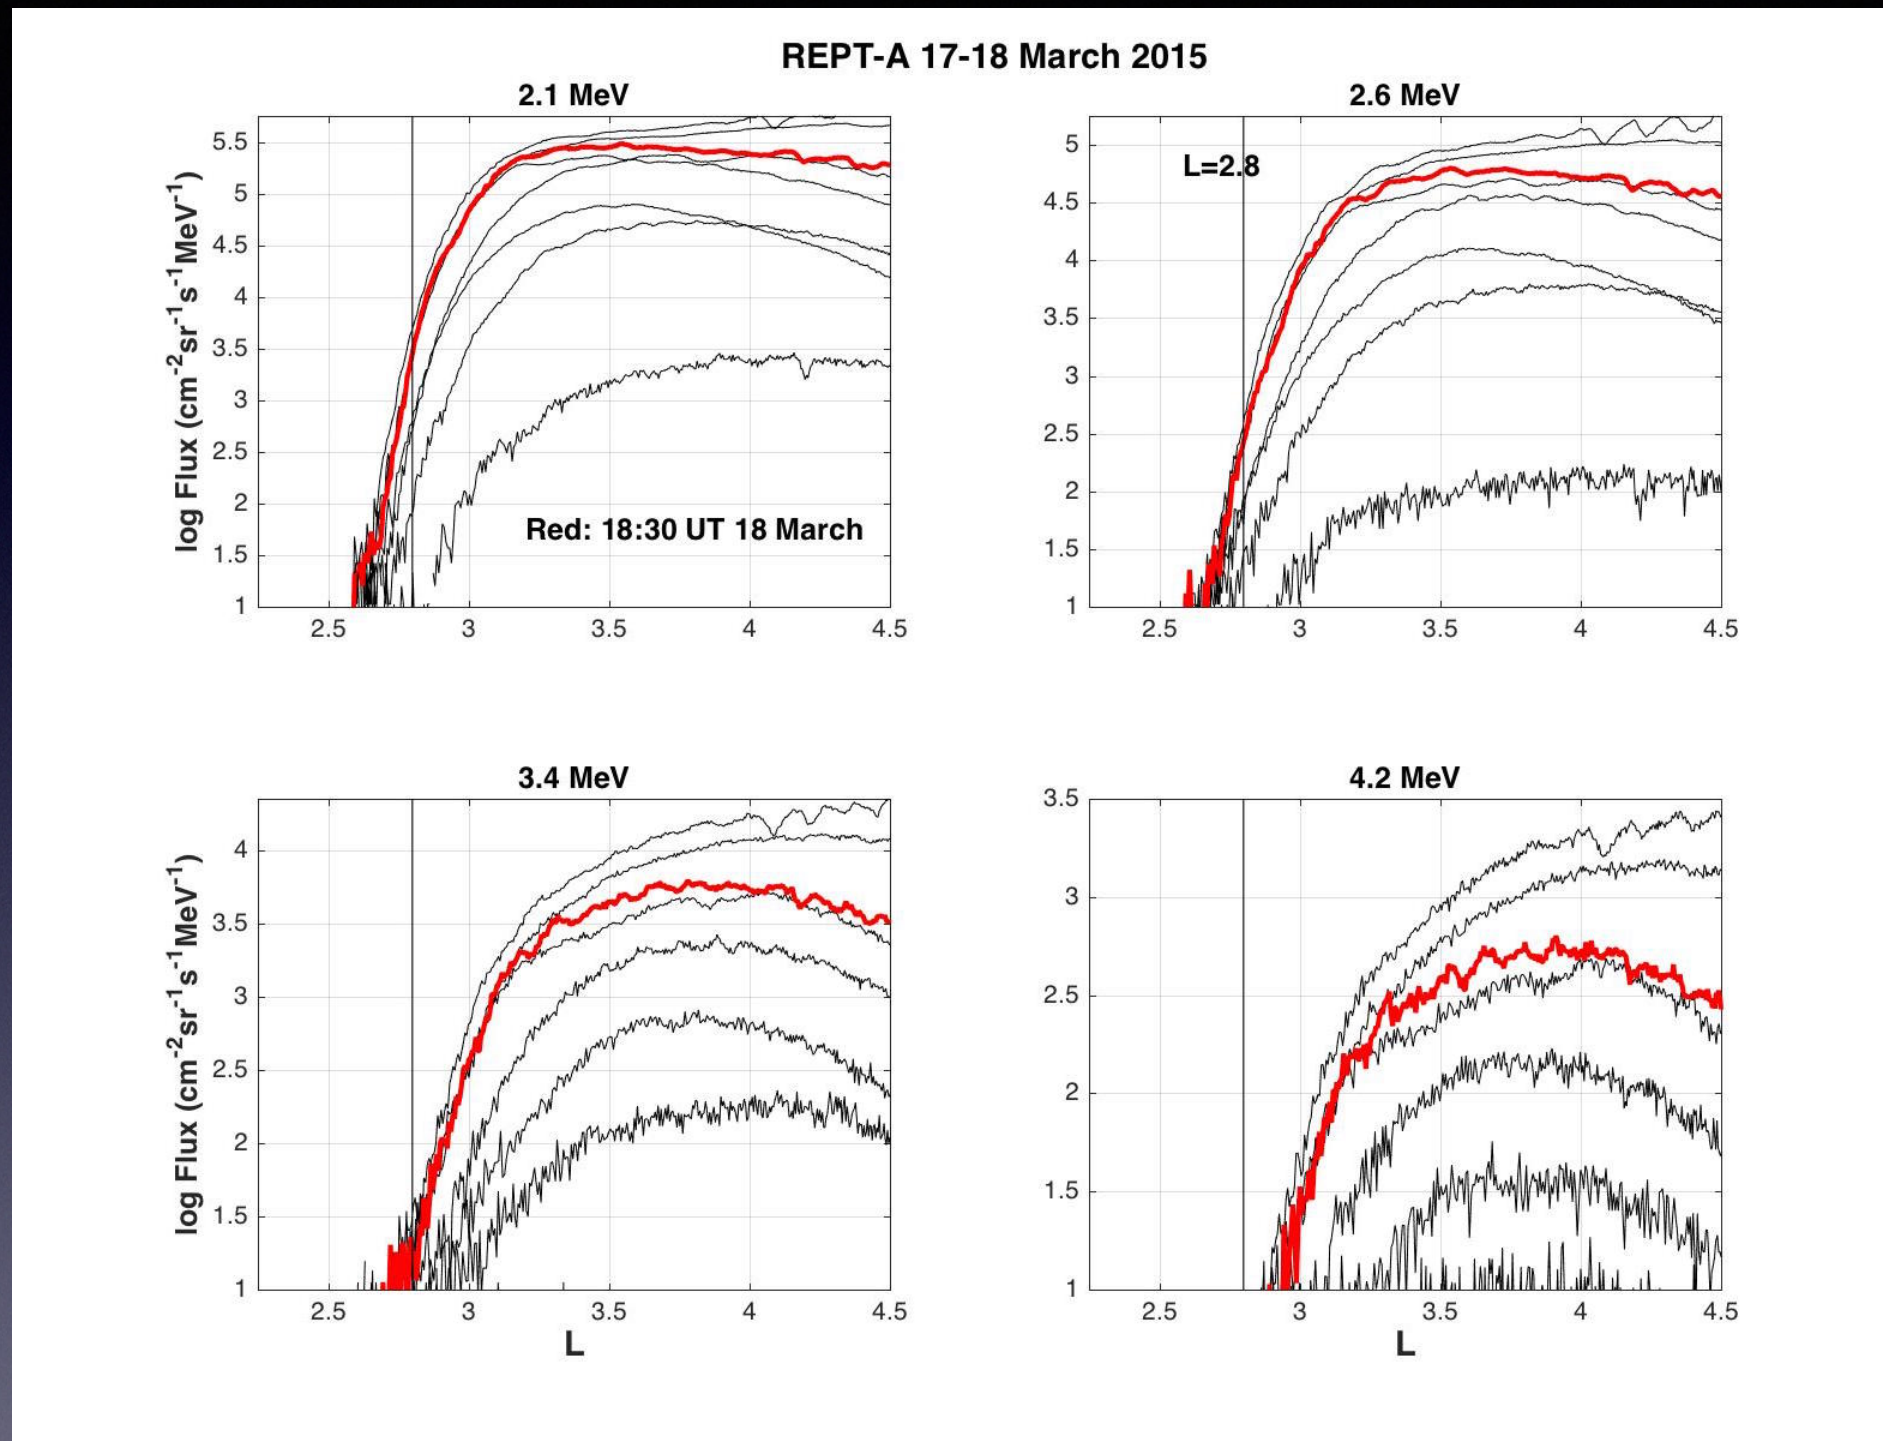 REPT-A 17-18 March 2015
2.1 MeV
log Flux (cm⁻²sr⁻¹s⁻¹MeV⁻¹)
5.5
5
4.5
4
3.5
3
2.5
2
1.5
1
Red: 18:30 UT 18 March
2.5 3 3.5 4 4.5
2.6 MeV
5
4.5
4
3.5
3
2.5
2
1.5
1
L=2.8
2.5 3 3.5 4 4.5
3.4 MeV
log Flux (cm⁻²sr⁻¹s⁻¹MeV⁻¹)
4
3.5
3
2.5
2
1.5
1
2.5 3 3.5 4 4.5
L
4.2 MeV
3.5
3
2.5
2
1.5
1
2.5 3 3.5 4 4.5
L